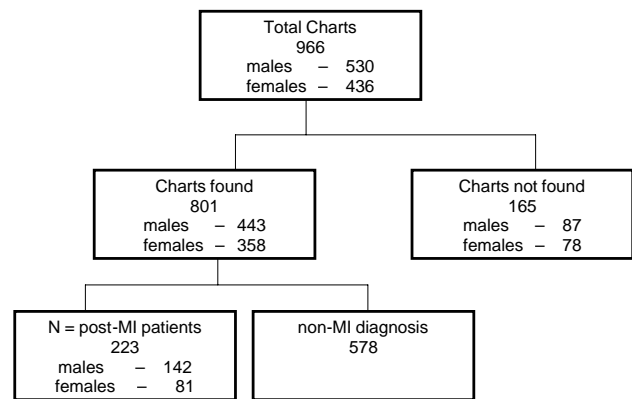 Total Charts
966
males – 530
females – 436
Charts found
801
males – 443
females – 358
Charts not found
165
males – 87
females – 78
N = post-MI patients
223
males – 142
females – 81
non-MI diagnosis
578